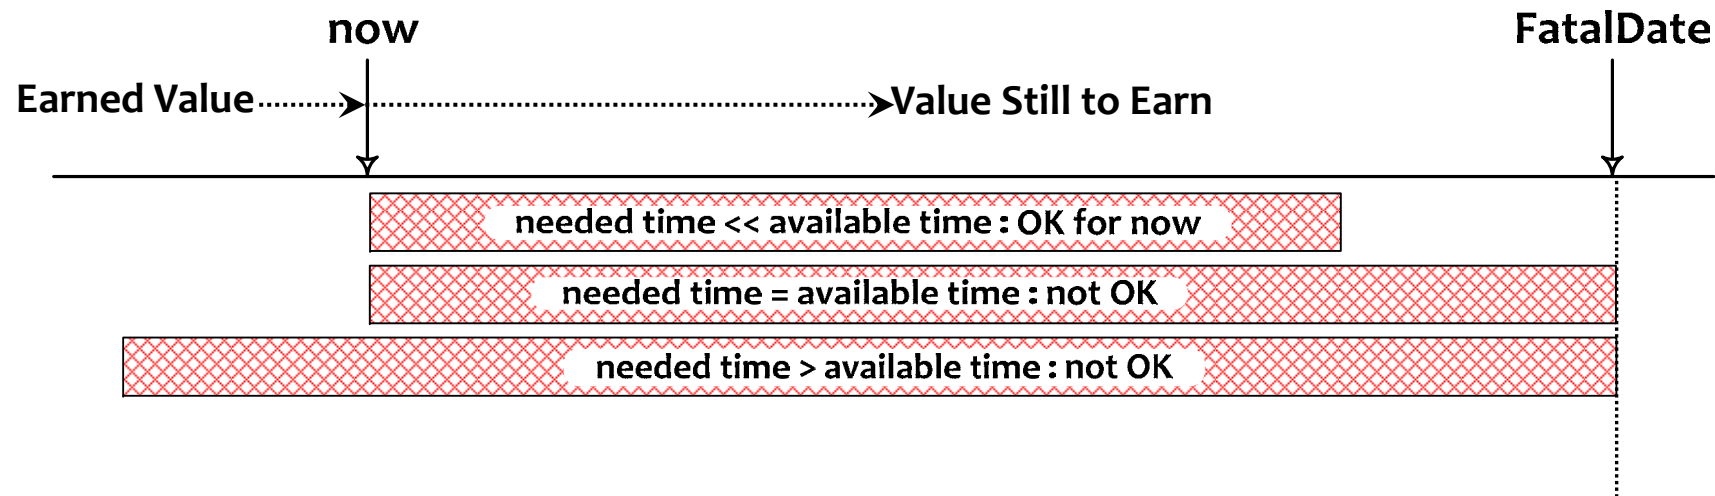 now
FatalDate
Earned Value
Value Still to Earn
needed time << available time : OK for now
needed time = available time : not OK
needed time > available time : not OK